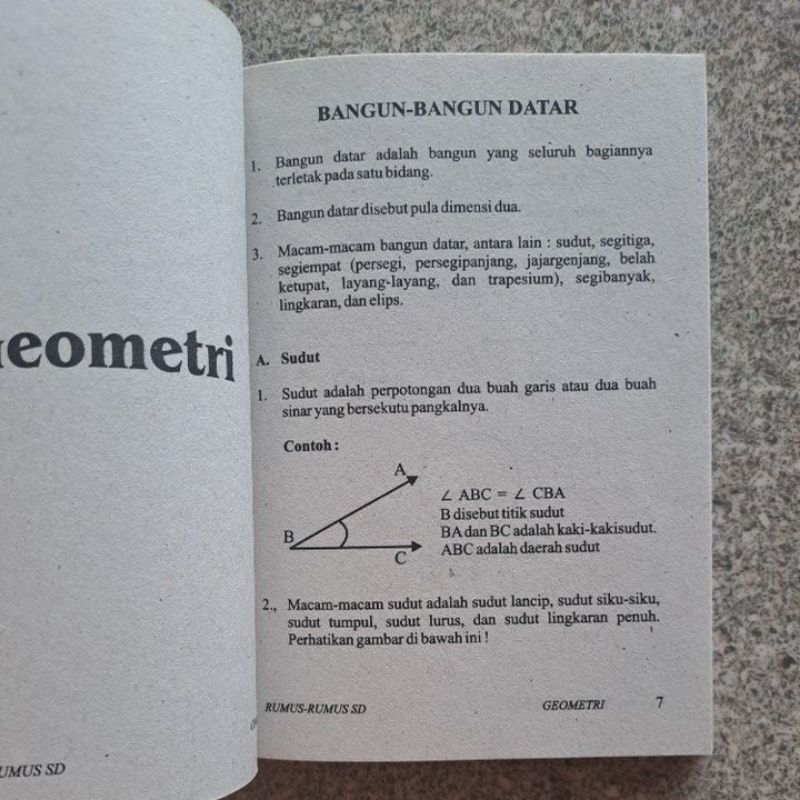 eometri
UMUS SD
BANGUN-BANGUN DATAR
1. Bangun datar adalah bangun yang seluruh bagiannya
terletak pada satu bidang.
2. Bangun datar disebut pula dimensi dua.
3. Macam-macam bangun datar, antara lain : sudut, segitiga,
segiempat (persegi, persegipanjang, jajargenjang, belah
ketupat, layang-layang, dan trapesium), segibanyak,
lingkaran, dan elips.
A. Sudut
1. Sudut adalah perpotongan dua buah garis atau dua buah
sinar yang bersekutu pangkalnya.
Contoh :
A
B
C
∠ ABC = ∠ CBA
B disebut titik sudut
BA dan BC adalah kaki-kakisudut.
ABC adalah daerah sudut
2., Macam-macam sudut adalah sudut lancip, sudut siku-siku,
sudut tumpul, sudut lurus, dan sudut lingkaran penuh.
Perhatikan gambar di bawah ini !
RUMUS-RUMUS SD GEOMETRI 7